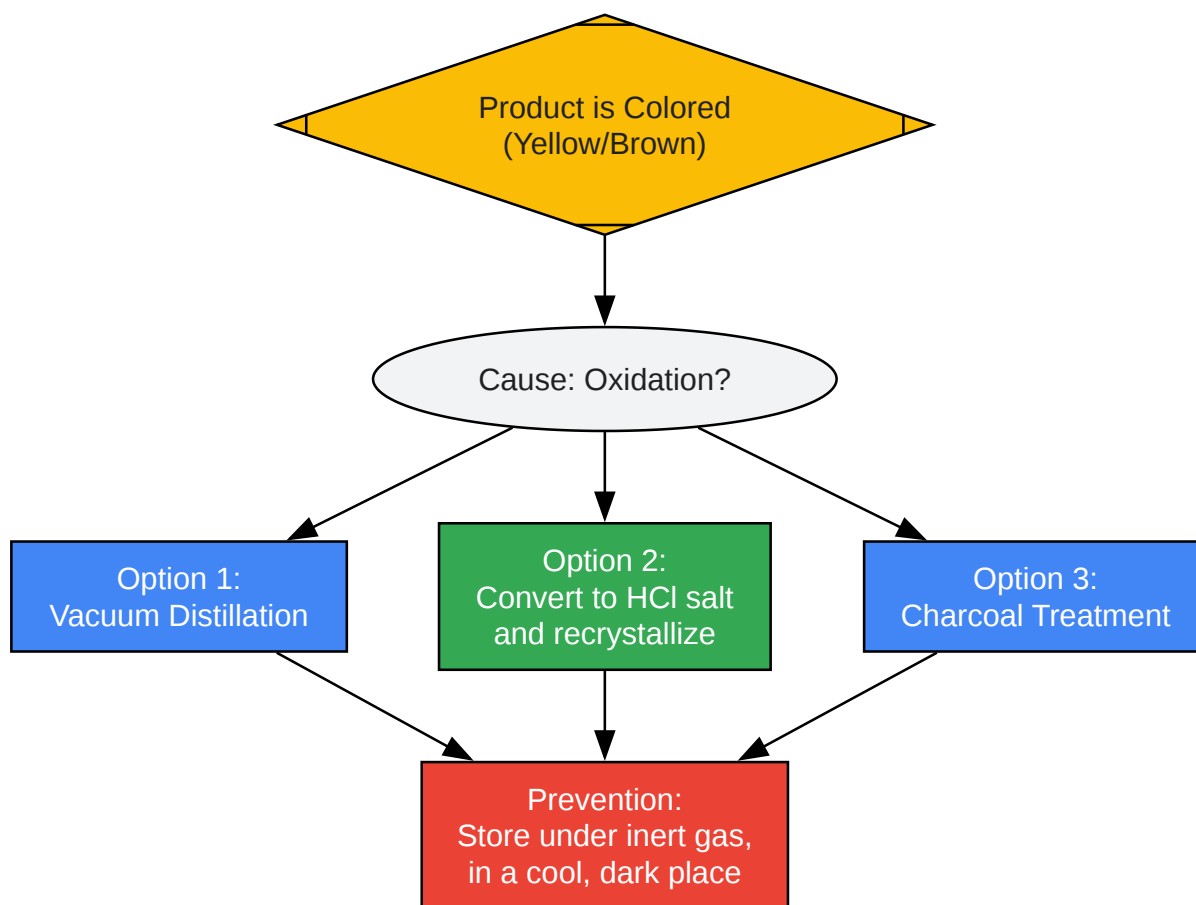 Product is Colored
(Yellow/Brown)
Cause: Oxidation?
Option 1:
Vacuum Distillation
Option 2:
Convert to HCl salt
and recrystallize
Option 3:
Charcoal Treatment
Prevention:
Store under inert gas,
in a cool, dark place